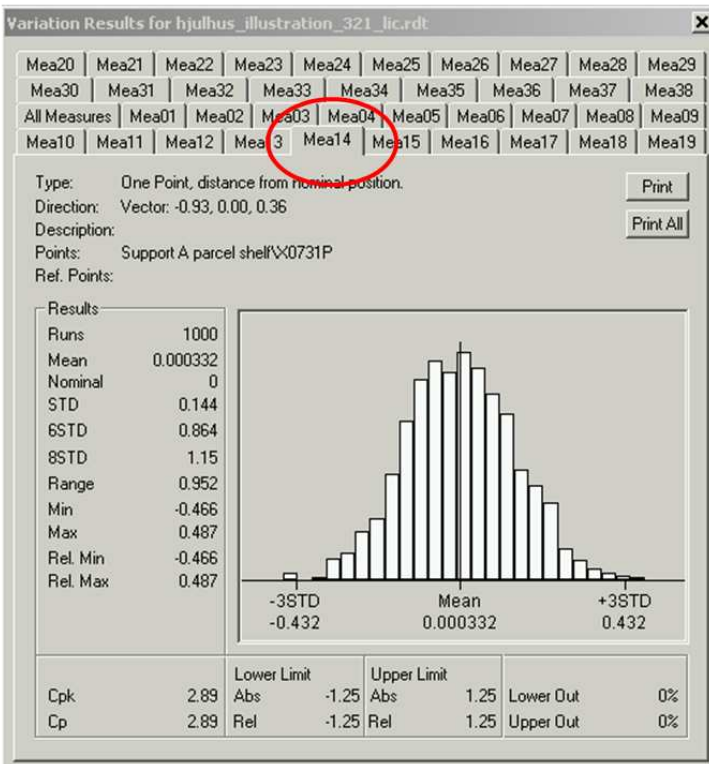 Variation Results for hjulhus_illustration_321_lic.rdt
Mea20 Mea21 Mea22 Mea23 Mea24 Mea25 Mea26 Mea27 Mea28 Mea29
Mea30 Mea31 Mea32 Mea33 Mea34 Mea35 Mea36 Mea37 Mea38
All Measures Mea01 Mea02 Mea03 Mea04 Mea05 Mea06 Mea07 Mea08 Mea09
Mea10 Mea11 Mea12 Mea13 Mea14 Mea15 Mea16 Mea17 Mea18 Mea19
Type: One Point, distance from nominal position.
Print
Direction: Vector: -0.93, 0.00, 0.36
Description:
Print All
Points: Support A parcel shelf\X0731P
Ref. Points:
Results
Runs 1000
Mean 0.000332
Nominal 0
STD 0.144
6STD 0.864
8STD 1.15
Range 0.952
Min -0.466
Max 0.487
Rel. Min -0.466
Rel. Max 0.487
-3STD Mean +3STD
-0.432 0.000332 0.432
Lower Limit Upper Limit
Cpk 2.89 Abs -1.25 Abs 1.25 Lower Out 0%
Cp 2.89 Rel -1.25 Rel 1.25 Upper Out 0%